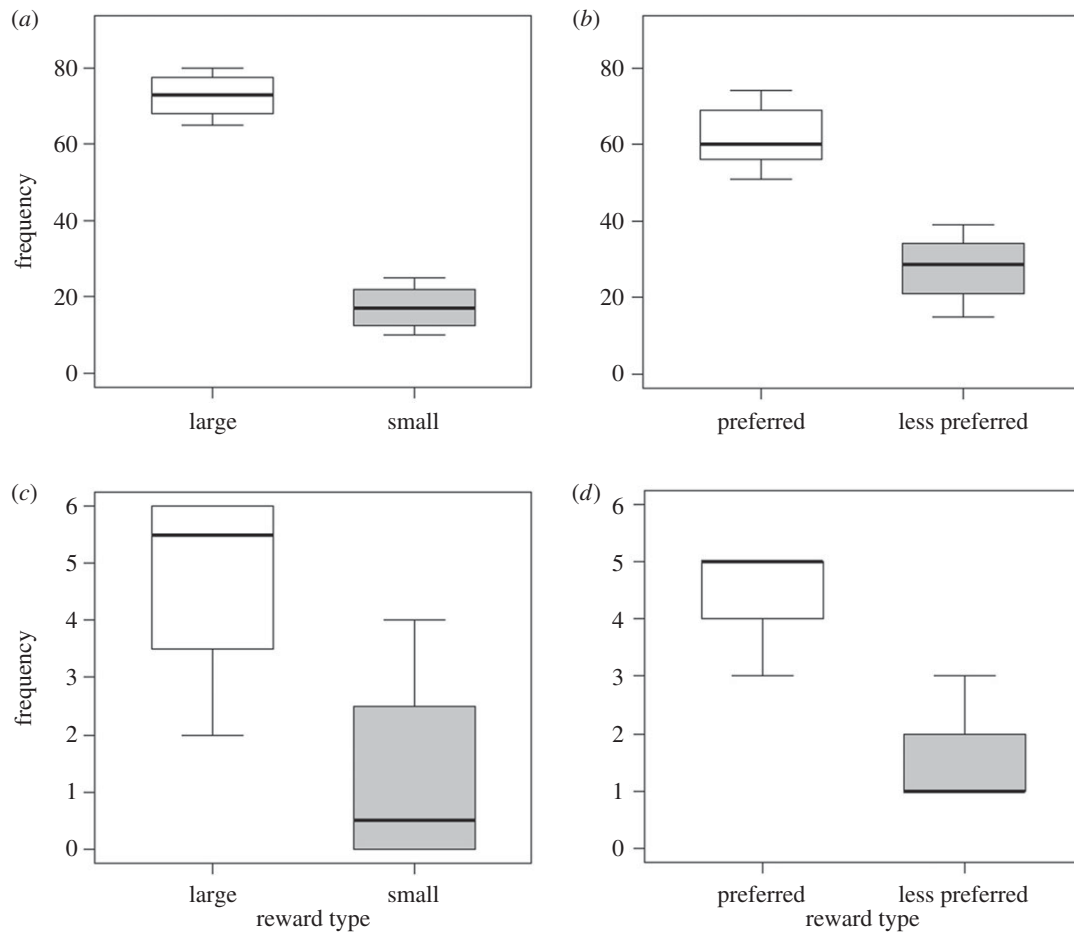 (a)
80
60
40
20
0
frequency
large small
(b)
80
60
40
20
0
preferred less preferred
(c)
6
5
4
3
2
1
0
frequency
large small
reward type
(d)
6
5
4
3
2
1
0
preferred less preferred
reward type